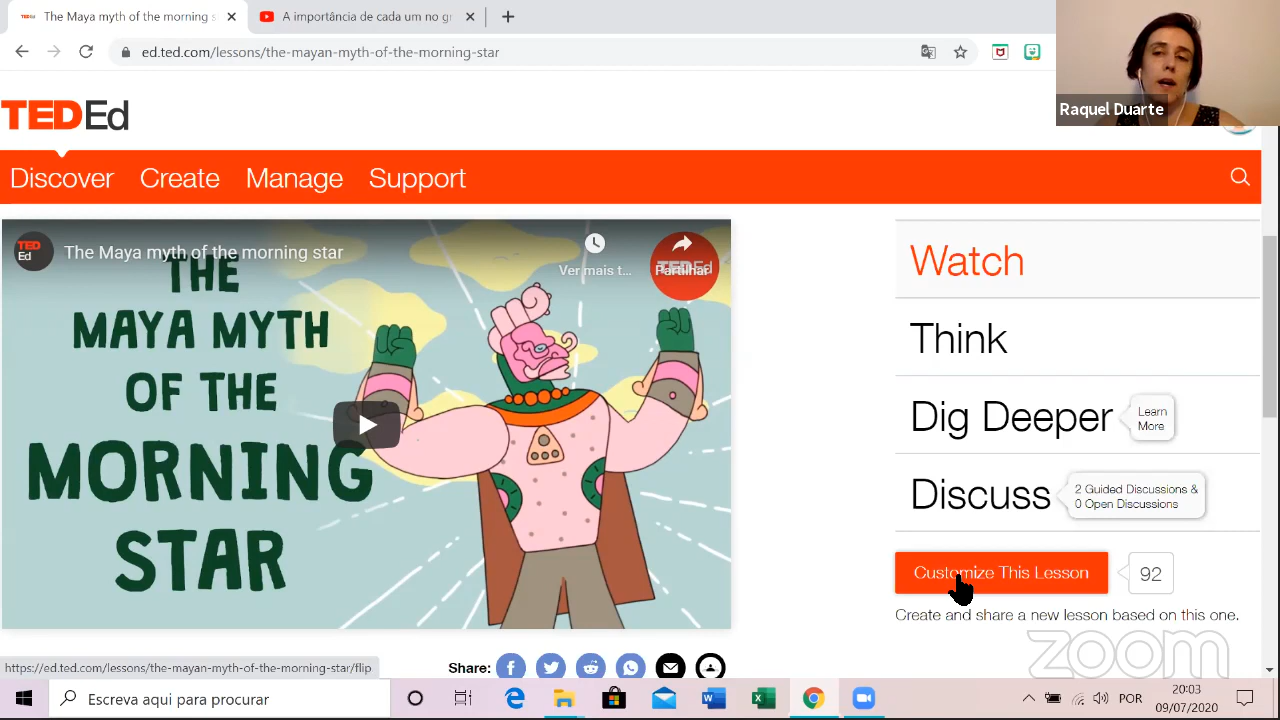 TED Ed The Maya myth of the morning s
A importância de cada um no gr
ed.ted.com/lessons/the-mayan-myth-of-the-morning-star
Raquel Duarte
TEDEd
Discover Create Manage Support
TED Ed
The Maya myth of the morning star
Ver mais t...
Partilhar
TEDEd
THE
MAYA MYTH
OF THE
MORNING
STAR
Watch
Think
Dig Deeper
Learn
More
Discuss
2 Guided Discussions &
0 Open Discussions
Customize This Lesson
92
Create and share a new lesson based on this one.
zoom
https://ed.ted.com/lessons/the-mayan-myth-of-the-morning-star/flip
Share:
Escreva aqui para procurar
POR
20:03
09/07/2020